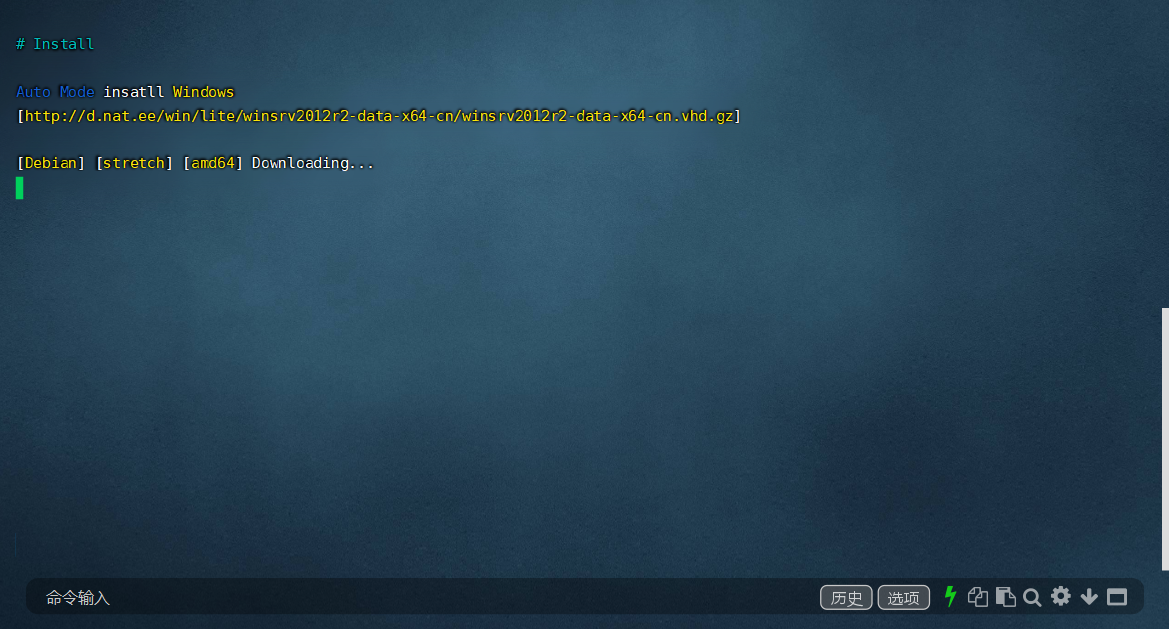 # Install
Auto Mode insatll Windows
[http://d.nat.ee/win/lite/winsrv2012r2-data-x64-cn/winsrv2012r2-data-x64-cn.vhd.gz]
[Debian] [stretch] [amd64] Downloading...
命令输入 历史 选项